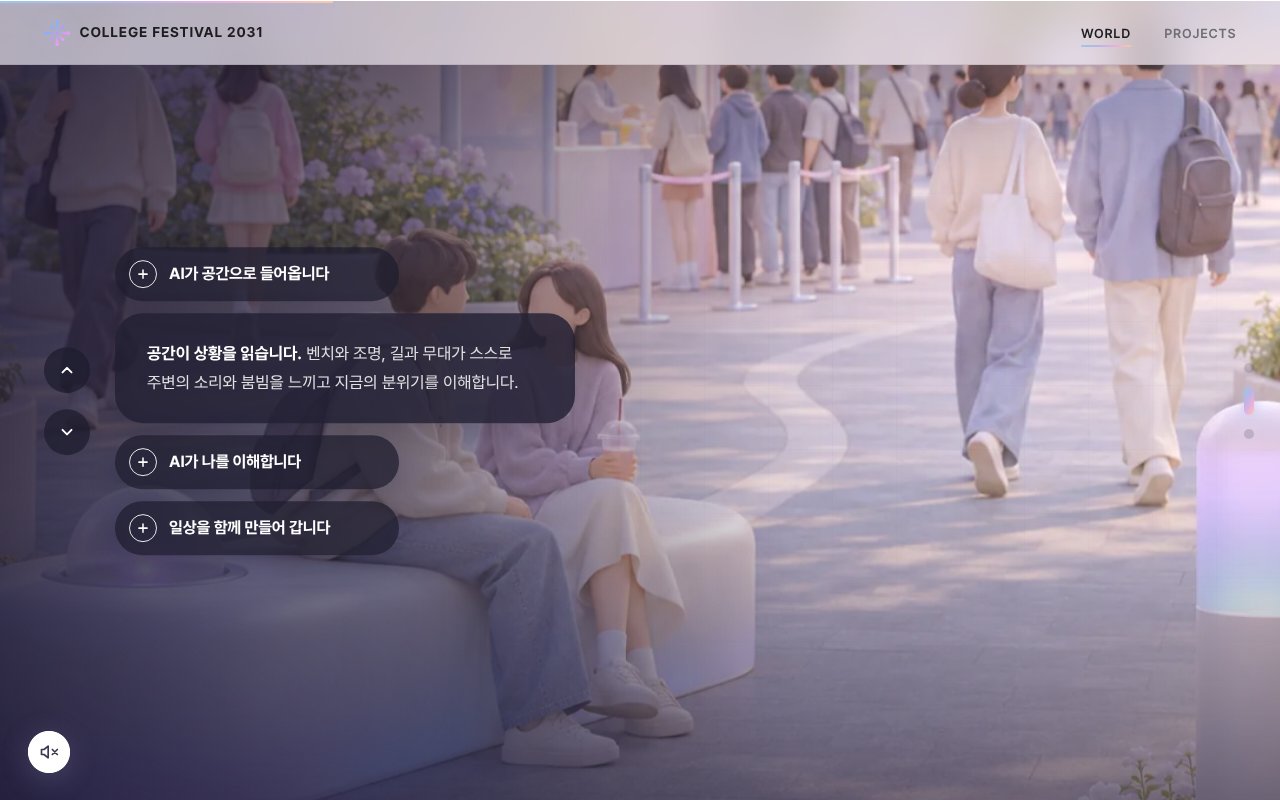 COLLEGE FESTIVAL 2031
WORLD
PROJECTS
AI가 공간으로 들어옵니다
공간이 상황을 읽습니다. 벤치와 조명, 길과 무대가 스스로
주변의 소리와 붐빔을 느끼고 지금의 분위기를 이해합니다.
AI가 나를 이해합니다
일상을 함께 만들어 갑니다